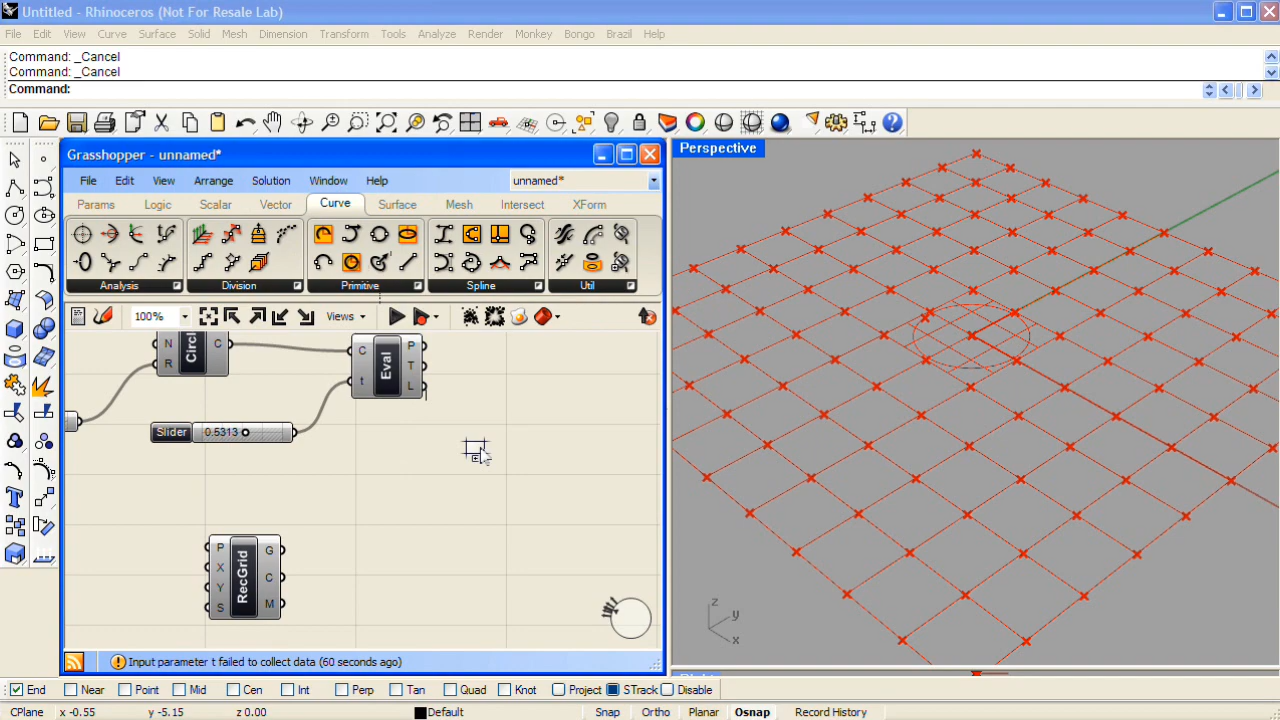 Untitled - Rhinoceros (Not For Resale Lab)
File Edit View Curve Surface Solid Mesh Dimension Transform Tools Analyze Render Monkey Bongo Brazil Help
Command: _Cancel
Command: _Cancel
Command:
Grasshopper - unnamed*
File Edit View Arrange Solution Window Help unnamed*
Params Logic Scalar Vector Curve Surface Mesh Intersect XForm
Analysis Division Primitive Spline Util
100% Views
N R Circl C
C t Eval P T L
Slider 0.5313
P X Y S RecGrid G C M
Input parameter t failed to collect data (60 seconds ago)
Perspective
z
y
x
End Near Point Mid Cen Int Perp Tan Quad Knot Project STrack Disable
CPlane x -0.55 y -5.15 z 0.00 Default Snap Ortho Planar Osnap Record History